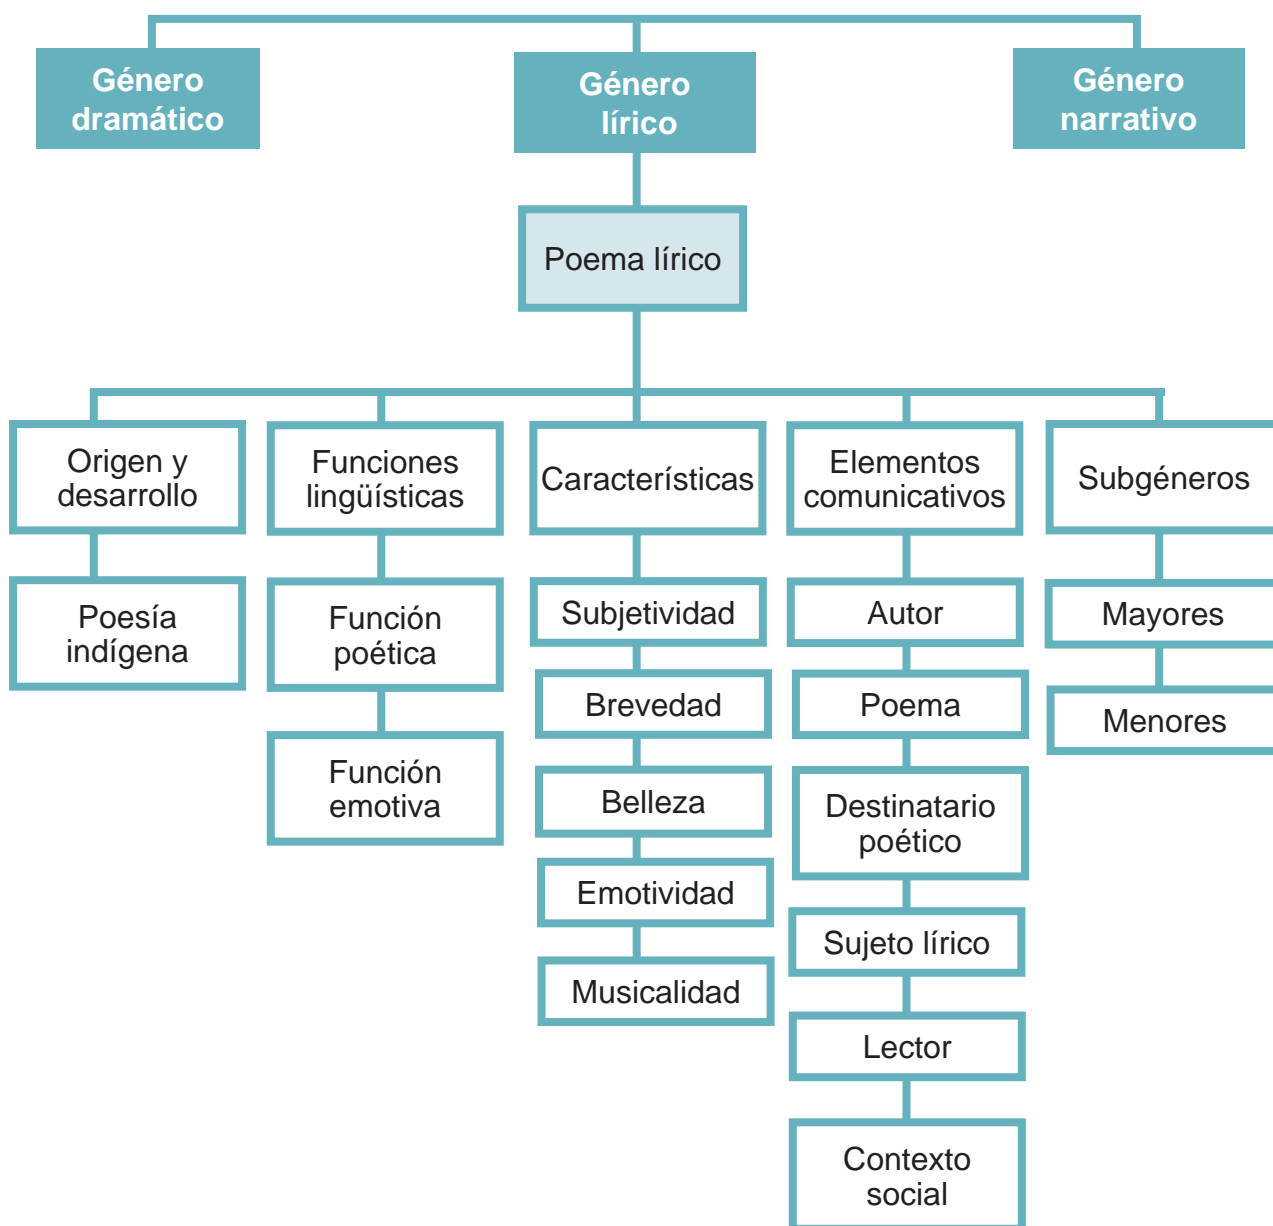 Género
dramático
Género
lírico
Género
narrativo
Poema lírico
Origen y
desarrollo
Funciones
lingüísticas
Característicias
Elementos
comunicativos
Subgéneros
Poesía
indígena
Función
poética
Función
emotiva
Subjetividad
Brevedad
Belleza
Emotividad
Musicalidad
Autor
Poema
Destinatario
poético
Sujeto lírico
Lector
Contexto
social
Mayores
Menores